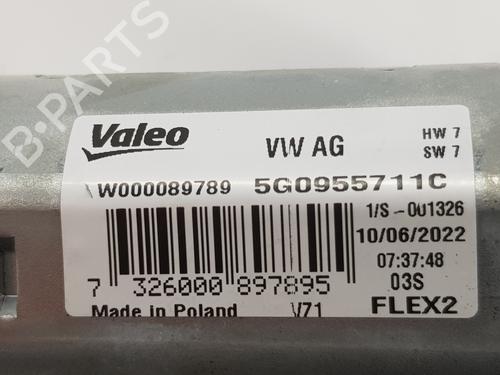 B-PARTS
Valeo VW AG HW 7
SW 7
W000089789 5G0955711C
1/S -001326
10/06/2022
07:37:48
7 326000 897895 03S
Made in Poland V71 FLEX2